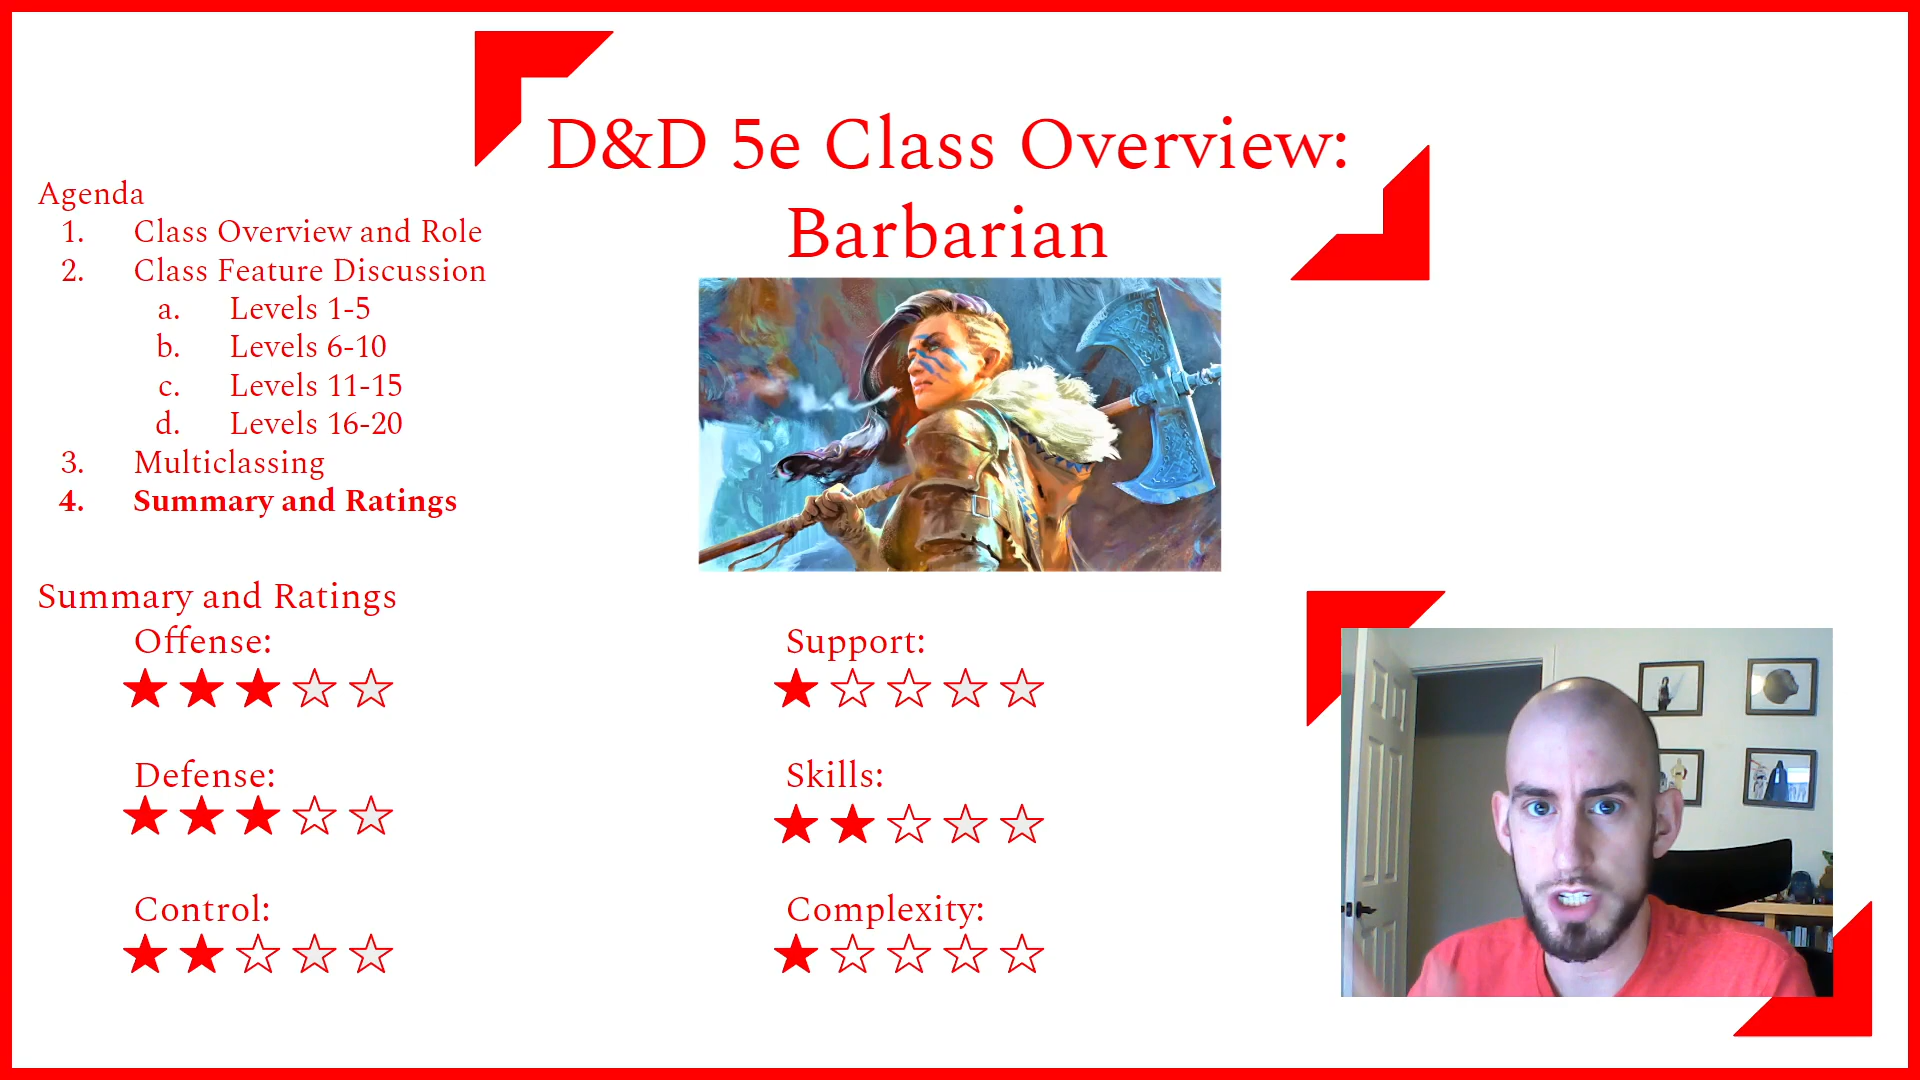 D&D 5e Class Overview:
Barbarian
Agenda
1. Class Overview and Role
2. Class Feature Discussion
a. Levels 1-5
b. Levels 6-10
c. Levels 11-15
d. Levels 16-20
3. Multiclassing
4. Summary and Ratings
Summary and Ratings
Offense:
Support:
Defense:
Skills:
Control:
Complexity: